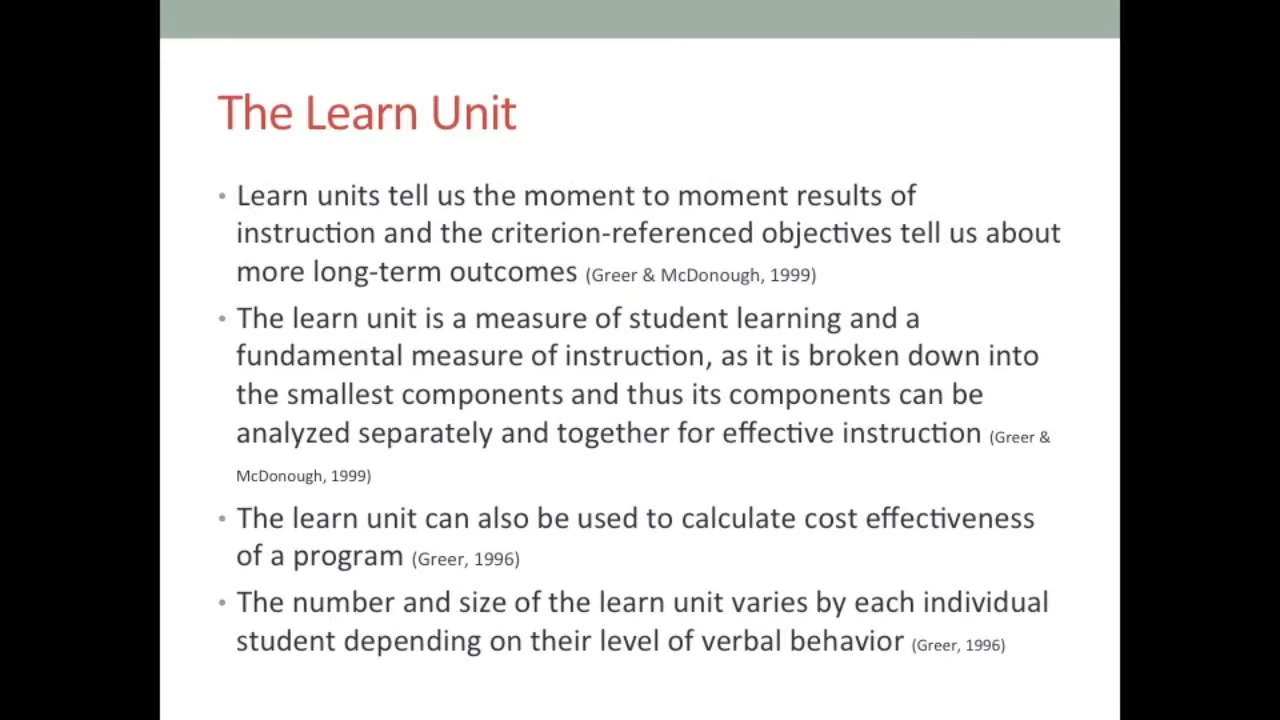 The Learn Unit
• Learn units tell us the moment to moment results of
instruction and the criterion-referenced objectives tell us about
more long-term outcomes (Greer & McDonough, 1999)
• The learn unit is a measure of student learning and a
fundamental measure of instruction, as it is broken down into
the smallest components and thus its components can be
analyzed separately and together for effective instruction (Greer &
McDonough, 1999)
• The learn unit can also be used to calculate cost effectiveness
of a program (Greer, 1996)
• The number and size of the learn unit varies by each individual
student depending on their level of verbal behavior (Greer, 1996)